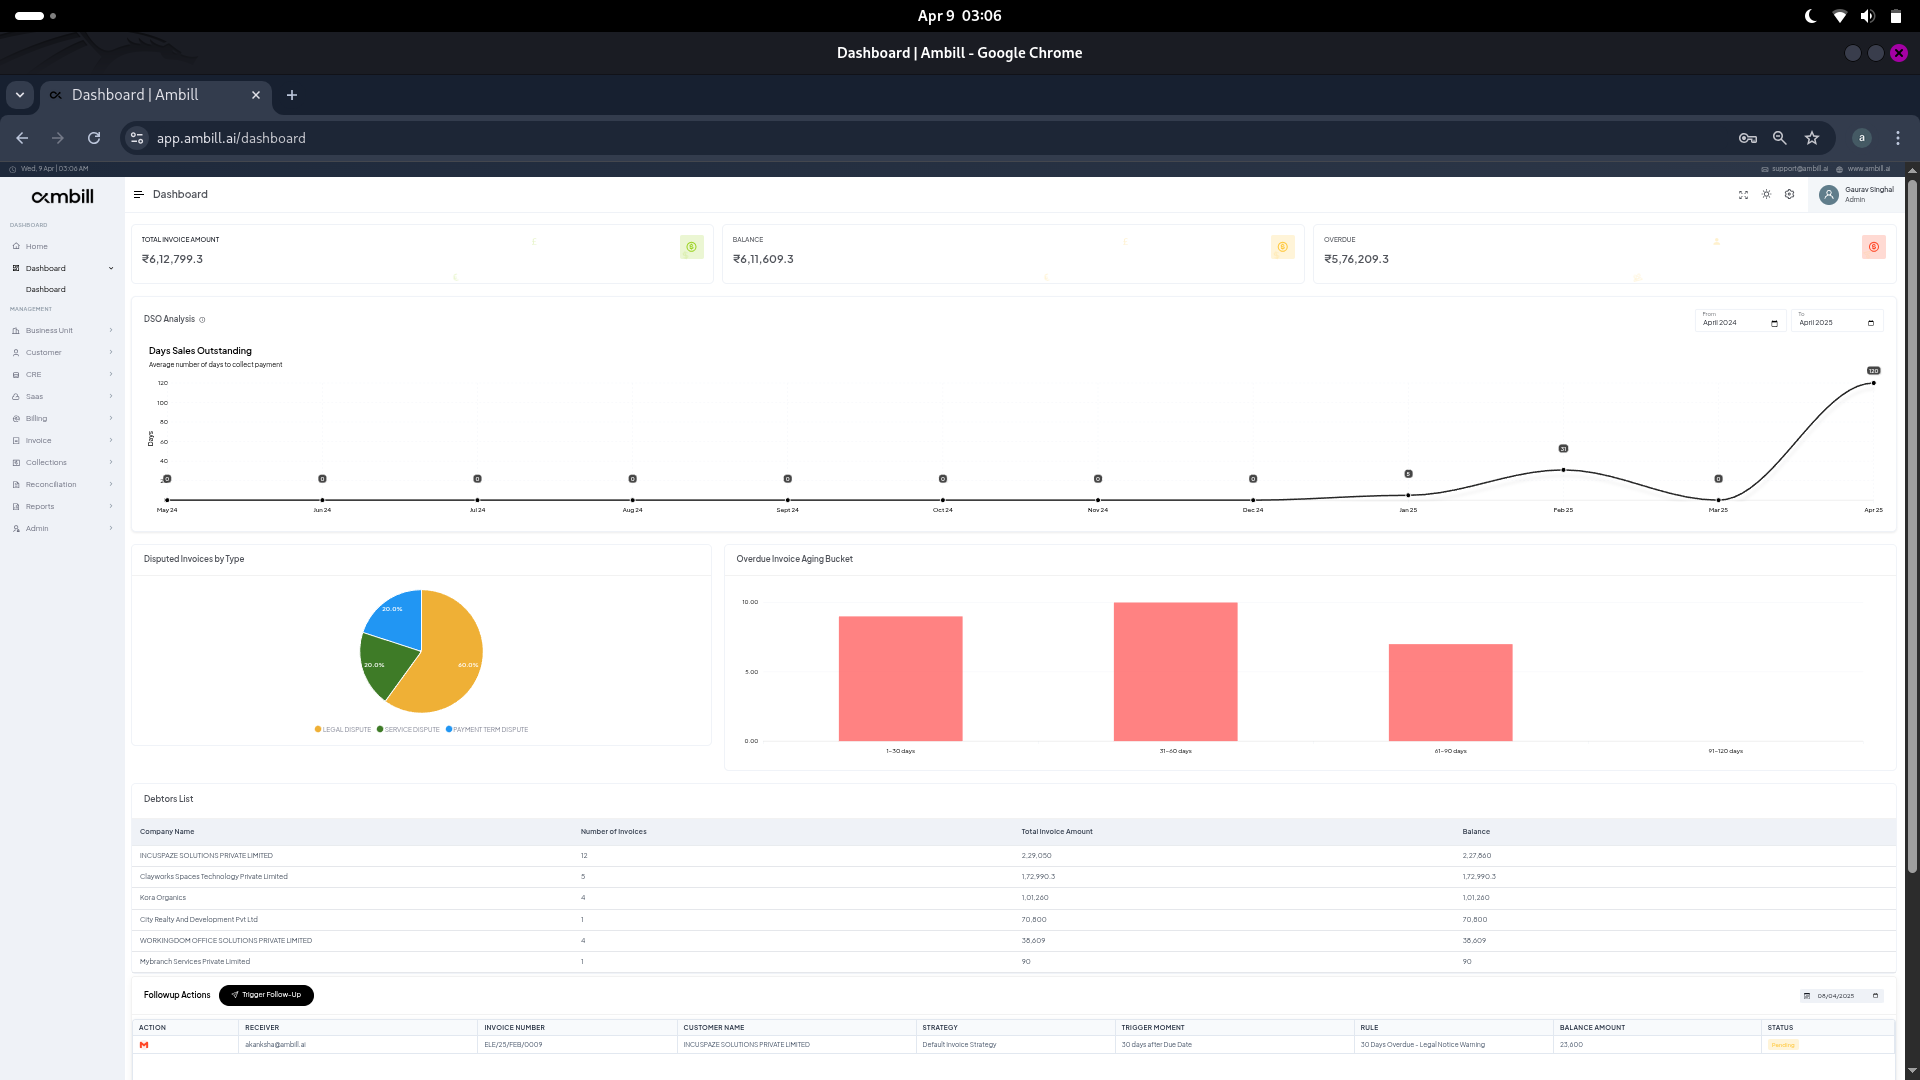 Apr 9 03:06
Dashboard | Ambill - Google Chrome
Dashboard | Ambill
app.ambill.ai/dashboard
a
Wed, 9 Apr | 03:06 AM
support@ambill.ai
www.ambill.ai
ambill
Dashboard
Gaurav Singhal
Admin
DASHBOARD
Home
Dashboard
Dashboard
MANAGEMENT
Business Unit
Customer
CRE
Saas
Billing
Invoice
Collections
Reconciliation
Reports
Admin
TOTAL INVOICE AMOUNT
₹6,12,799.3
BALANCE
₹6,11,609.3
OVERDUE
₹5,76,209.3
DSO Analysis
From
April 2024
To
April 2025
Days Sales Outstanding
Average number of days to collect payment
Days
120
100
80
60
40
0 0 0 0 0 0 0 0 5 31 0 120
May 24 Jun 24 Jul 24 Aug 24 Sept 24 Oct 24 Nov 24 Dec 24 Jan 25 Feb 25 Mar 25 Apr 25
Disputed Invoices by Type
20.0%
20.0%
60.0%
LEGAL DISPUTE SERVICE DISPUTE PAYMENT TERM DISPUTE
Overdue Invoice Aging Bucket
10.00
5.00
0.00
1-30 days 31-60 days 61-90 days 91-120 days
Debtors List
Company Name Number of Invoices Total Invoice Amount Balance
INCUSPAZE SOLUTIONS PRIVATE LIMITED 12 2,29,050 2,27,860
Clayworks Spaces Technology Private Limited 5 1,72,990.3 1,72,990.3
Kora Organics 4 1,01,260 1,01,260
City Realty And Development Pvt Ltd 1 70,800 70,800
WORKINGDOM OFFICE SOLUTIONS PRIVATE LIMITED 4 38,609 38,609
Mybranch Services Private Limited 1 90 90
Followup Actions Trigger Follow-Up 08/04/2025
ACTION RECEIVER INVOICE NUMBER CUSTOMER NAME STRATEGY TRIGGER MOMENT RULE BALANCE AMOUNT STATUS
akanksha@ambill.ai ELE/25/FEB/0009 INCUSPAZE SOLUTIONS PRIVATE LIMITED Default Invoice Strategy 30 days after Due Date 30 Days Overdue - Legal Notice Warning 23,600 Pending